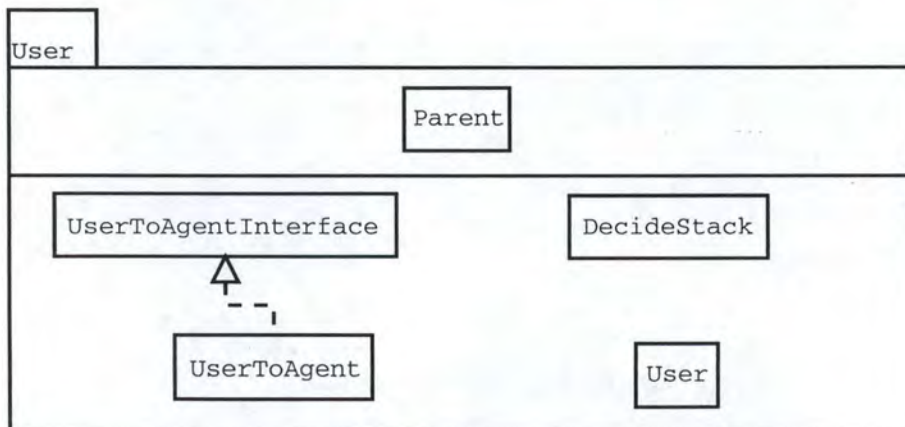 User
Parent
UserToAgentInterface
DecideStack
UserToAgent
User